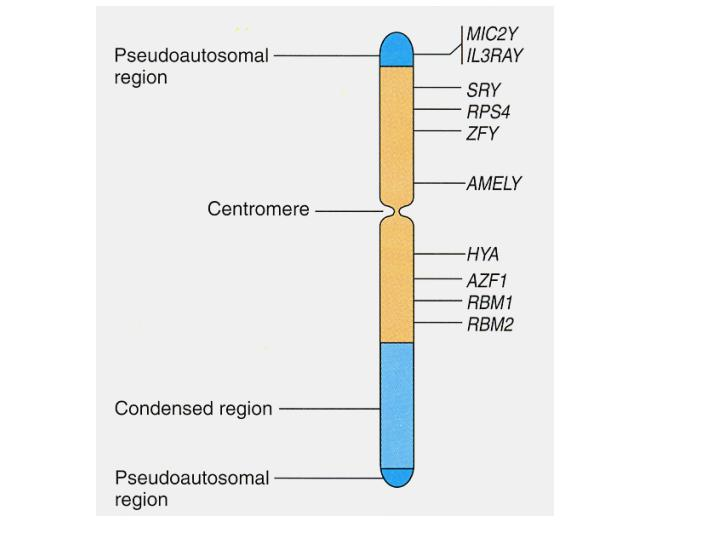 MIC2Y
Pseudoautosomal
region
IL3RAY
SRY
RPS4
ZFY
AMELY
Centromere
HYA
AZF1
RBM1
RBM2
Condensed region
Pseudoautosomal
region